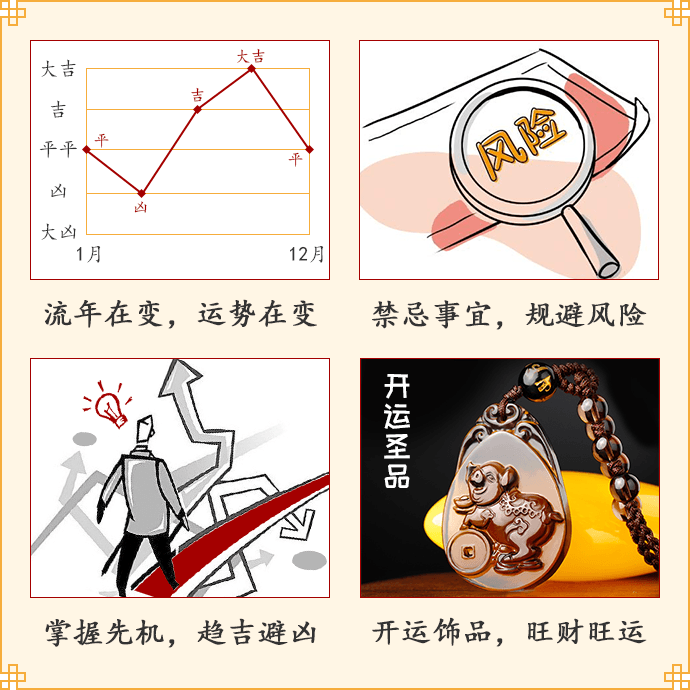 大吉
吉
平平
凶
大凶
平
凶
吉
大吉
平
1月
12月
风险
流年在变，运势在变
禁忌事宜，规避风险
开运圣品
掌握先机，趋吉避凶
开运饰品，旺财旺运